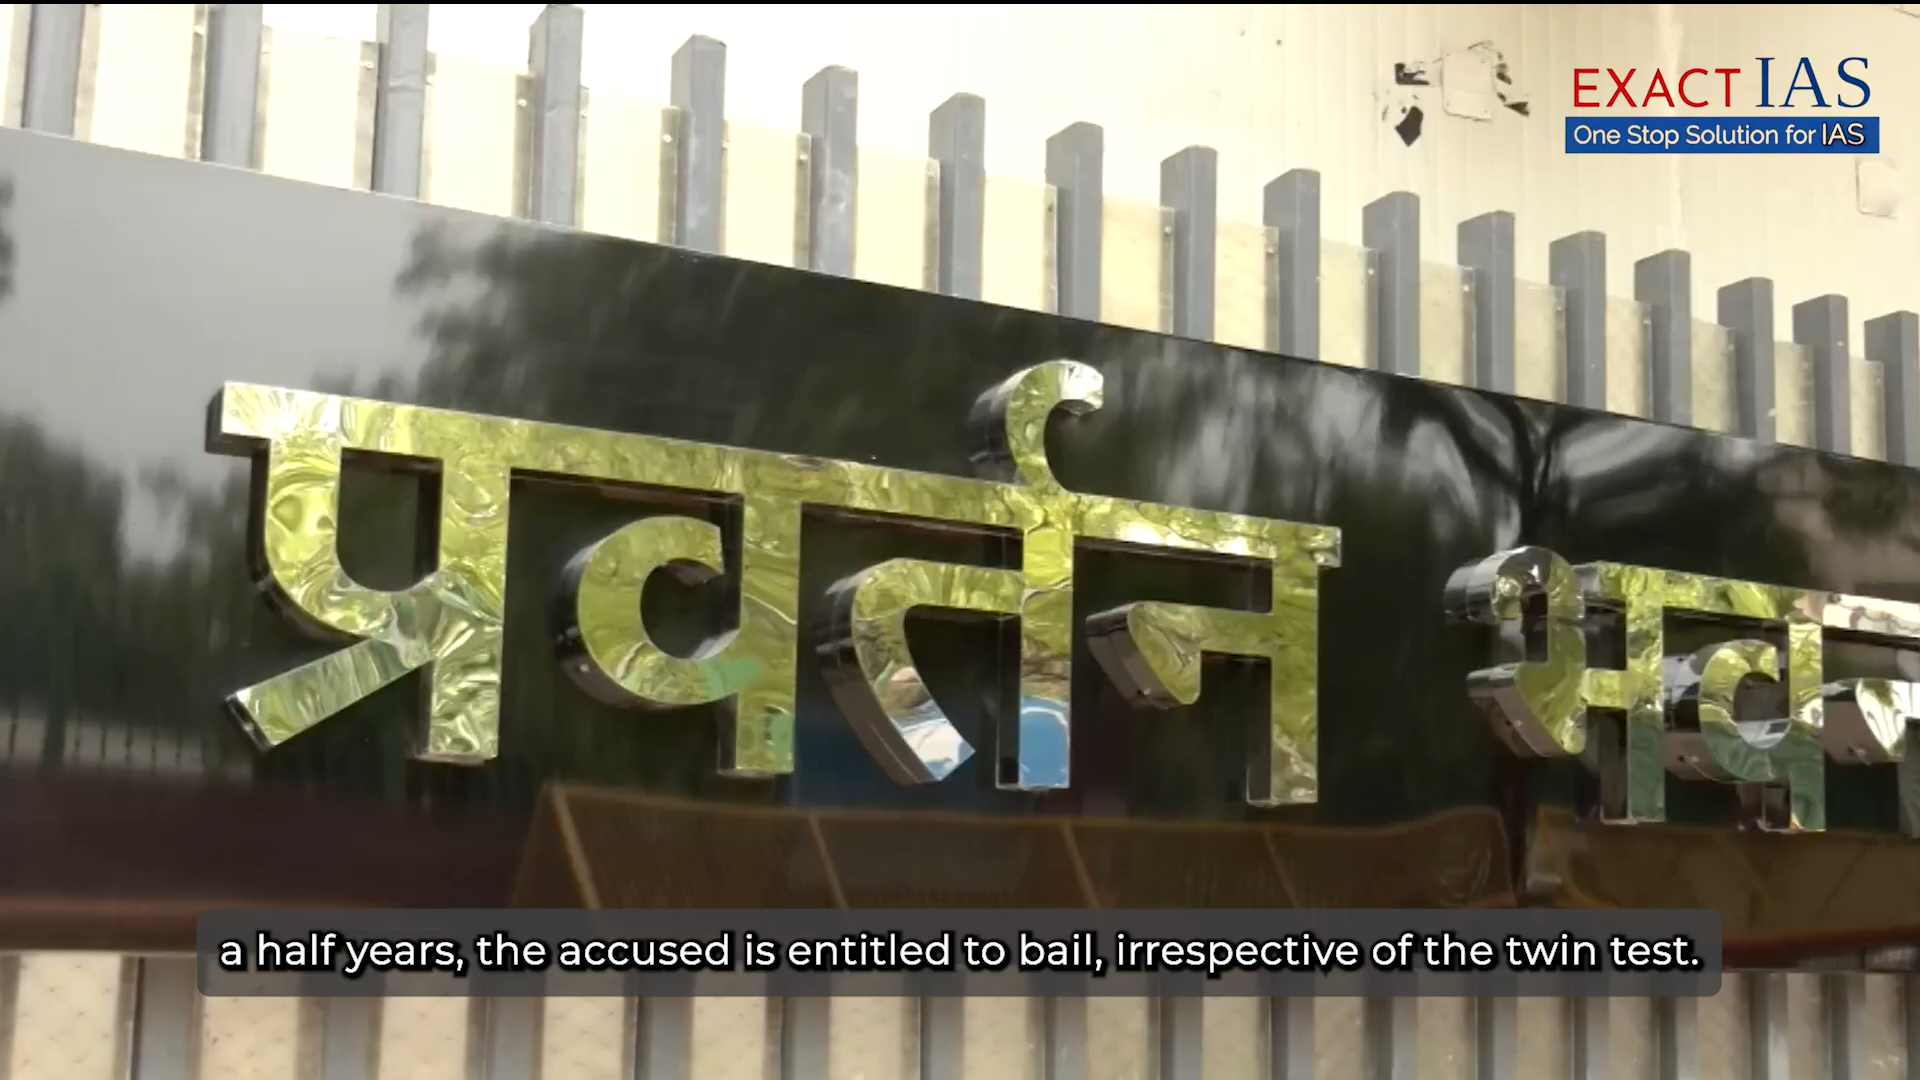 EXACT IAS
One Stop Solution for IAS
प्रवर्तन भवन
a half years, the accused is entitled to bail, irrespective of the twin test.